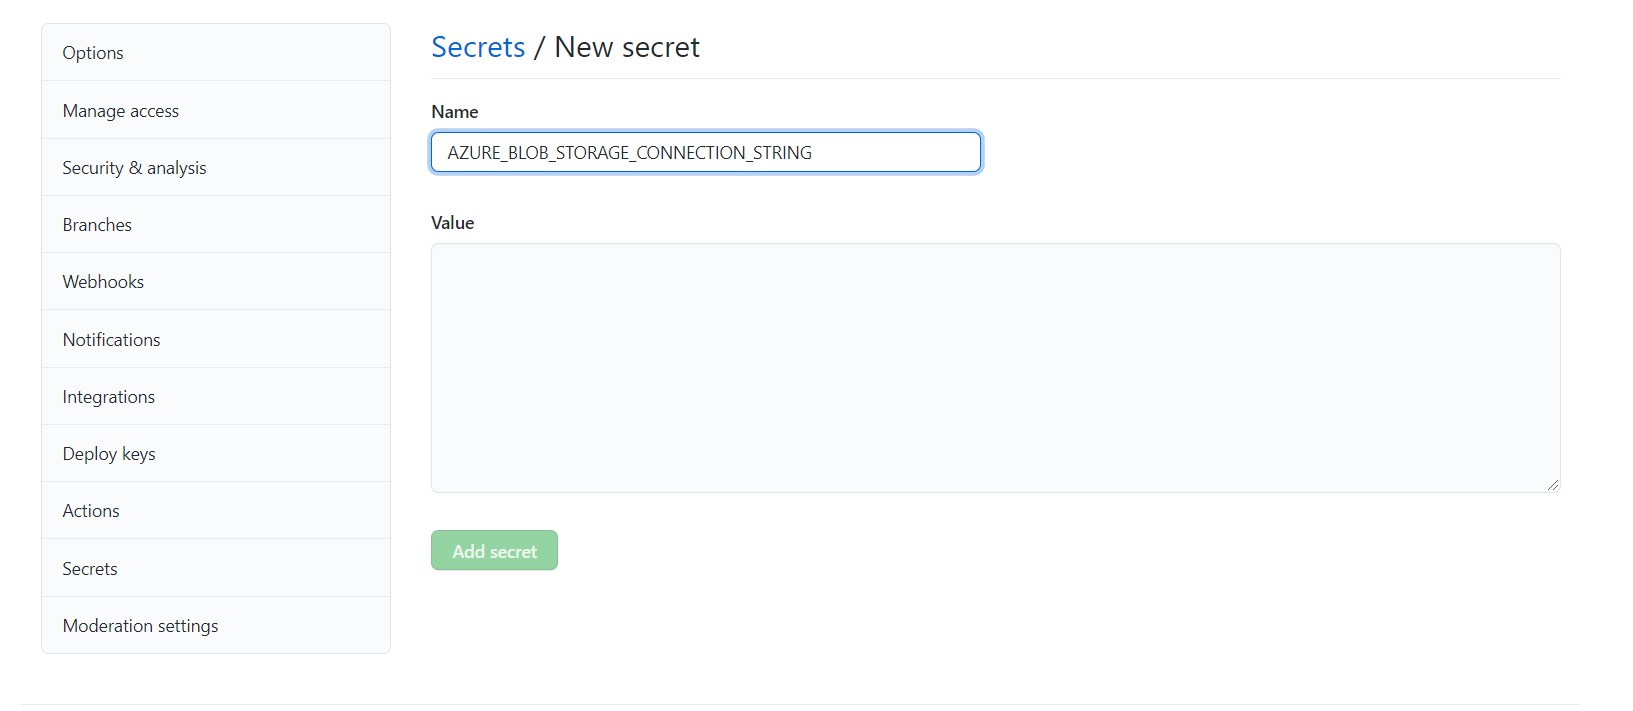 Options
Manage access
Security & analysis
Branches
Webhooks
Notifications
Integrations
Deploy keys
Actions
Secrets
Moderation settings
Secrets / New secret
Name
AZURE_BLOB_STORAGE_CONNECTION_STRING
Value
Add secret